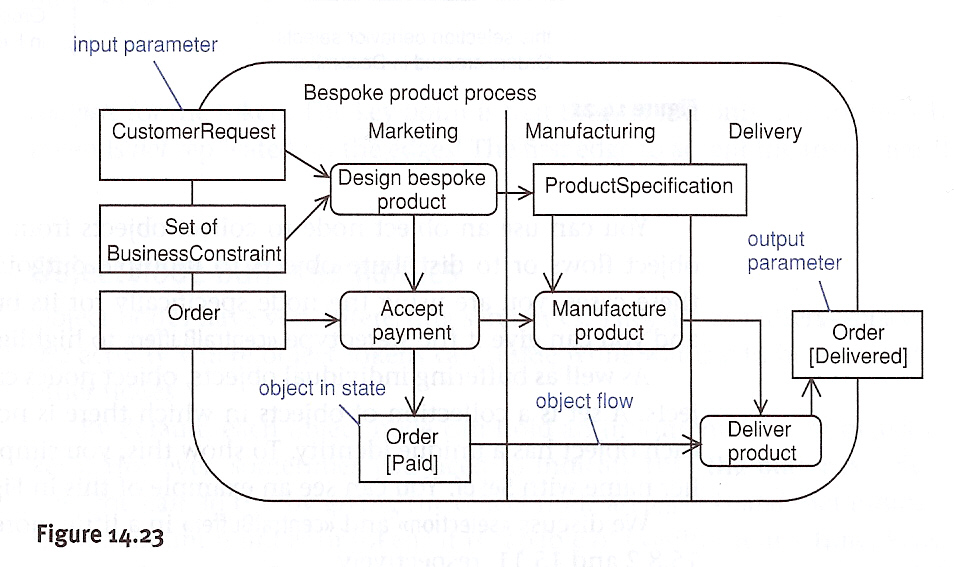 input parameter
Bespoke product process
CustomerRequest
Marketing
Manufacturing
Delivery
Design bespoke
product
ProductSpecification
Set of
BusinessConstraint
output
parameter
Order
Accept
payment
Manufacture
product
Order
[Delivered]
object in state
object flow
Order
[Paid]
Deliver
product
Figure 14.23